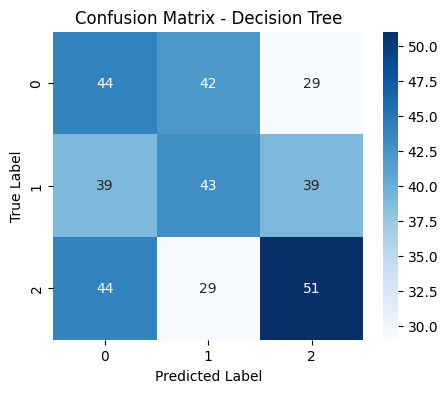 Confusion Matrix - Decision Tree
True Label
0
1
2
44 42 29
39 43 39
44 29 51
0 1 2
Predicted Label
50.0
47.5
45.0
42.5
40.0
37.5
35.0
32.5
30.0